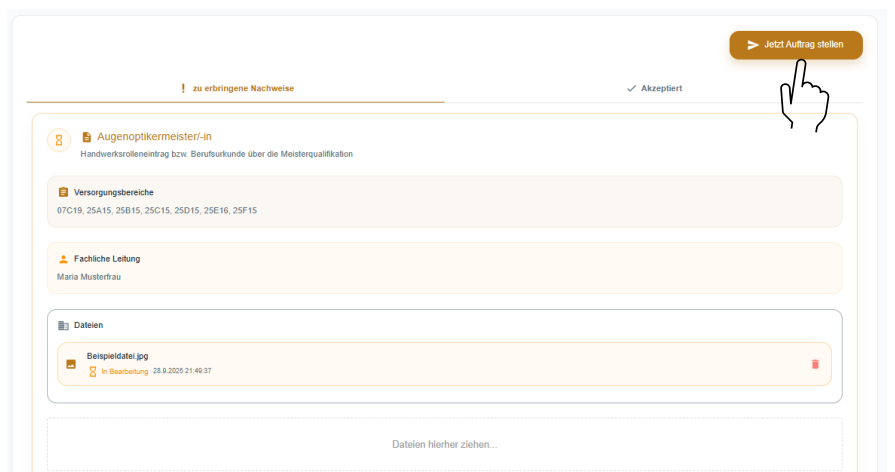 Jetzt Auftrag stellen
zu erbringene Nachweise
Akzeptiert
Augenoptikermeister/-in
Handwerksrolleneintrag bzw. Berufsurkunde über die Meisterqualifikation
Versorgungsbereiche
07C19, 25A15, 25B15, 25C15, 25D15, 25E16, 25F15
Fachliche Leitung
Maria Musterfrau
Dateien
Beispieldatei.jpg
In Bearbeitung 28.9.2025 21:49:37
Dateien hierher ziehen...